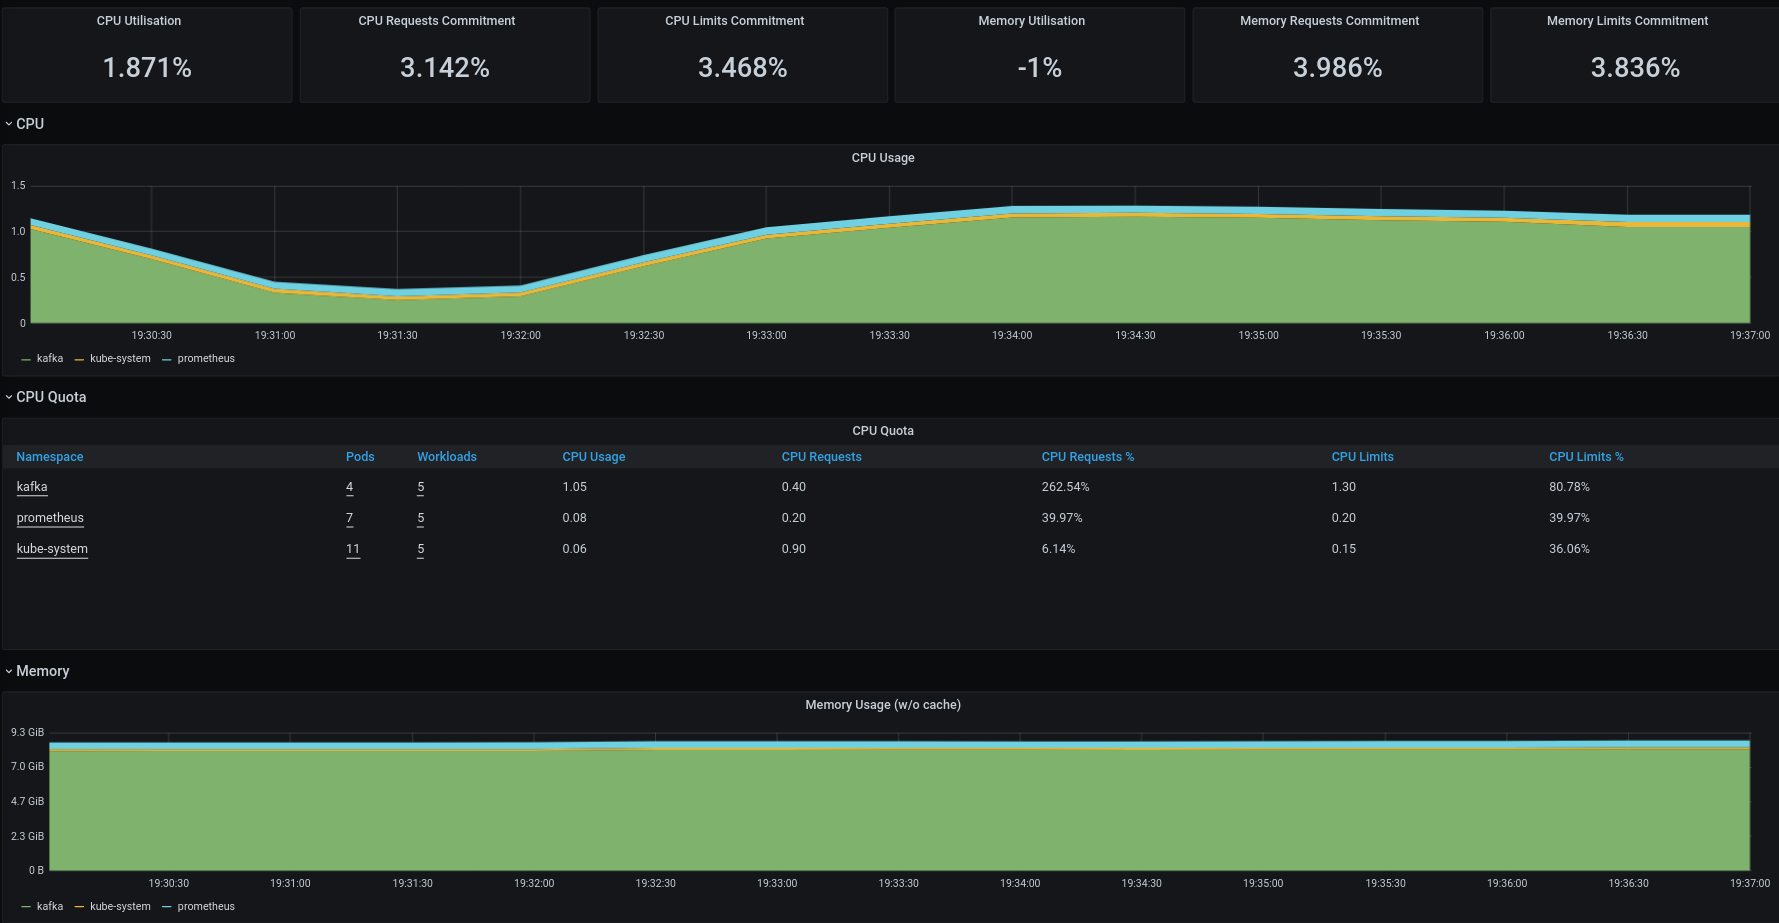 CPU Utilisation CPU Requests Commitment CPU Limits Commitment Memory Utilisation Memory Requests Commitment Memory Limits Commitment
1.871% 3.142% 3.468% -1% 3.986% 3.836%
CPU
CPU Usage
1.5
1.0
0.5
0
19:30:30 19:31:00 19:31:30 19:32:00 19:32:30 19:33:00 19:33:30 19:34:00 19:34:30 19:35:00 19:35:30 19:36:00 19:36:30 19:37:00
kafka kube-system prometheus
CPU Quota
CPU Quota
Namespace Pods Workloads CPU Usage CPU Requests CPU Requests % CPU Limits CPU Limits %
kafka 4 5 1.05 0.40 262.54% 1.30 80.78%
prometheus 7 5 0.08 0.20 39.97% 0.20 39.97%
kube-system 11 5 0.06 0.90 6.14% 0.15 36.06%
Memory
Memory Usage (w/o cache)
9.3 GiB
7.0 GiB
4.7 GiB
2.3 GiB
0 B
19:30:30 19:31:00 19:31:30 19:32:00 19:32:30 19:33:00 19:33:30 19:34:00 19:34:30 19:35:00 19:35:30 19:36:00 19:36:30 19:37:00
kafka kube-system prometheus